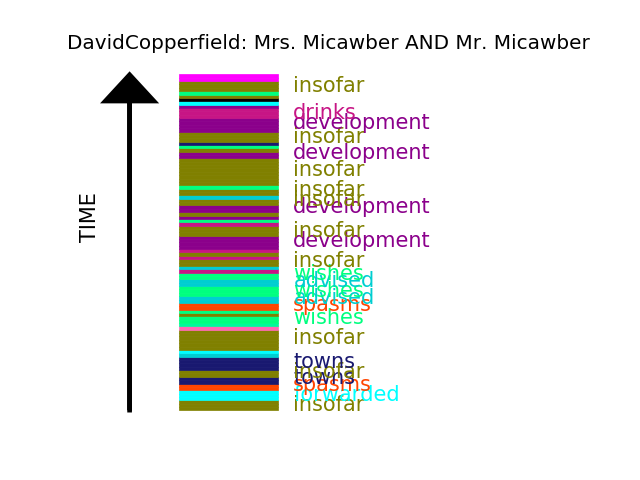 DavidCopperfield: Mrs. Micawber AND Mr. Micawber
TIME
insofar
drinks
development
insofar
development
insofar
insofar
insofar
development
insofar
development
insofar
wishes
advised
wishes
advised
spasms
wishes
insofar
towns
insofar
towns
spasms
forwarded
insofar